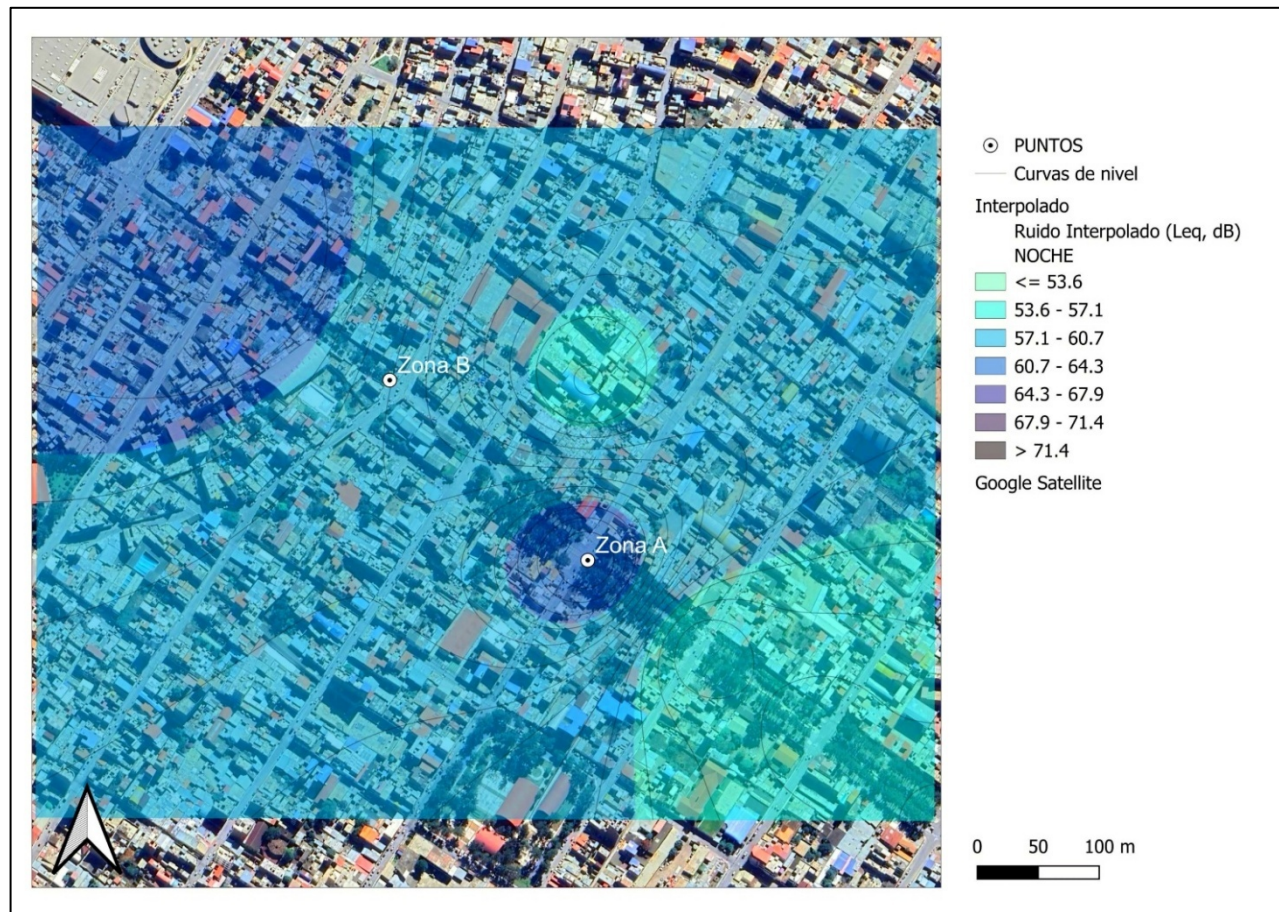 Zona B
Zona A
PUNTOS
Curvas de nivel
Interpolado
Ruido Interpolado (Leq, dB)
NOCHE
<= 53.6
53.6 - 57.1
57.1 - 60.7
60.7 - 64.3
64.3 - 67.9
67.9 - 71.4
> 71.4
Google Satellite
0 50 100 m